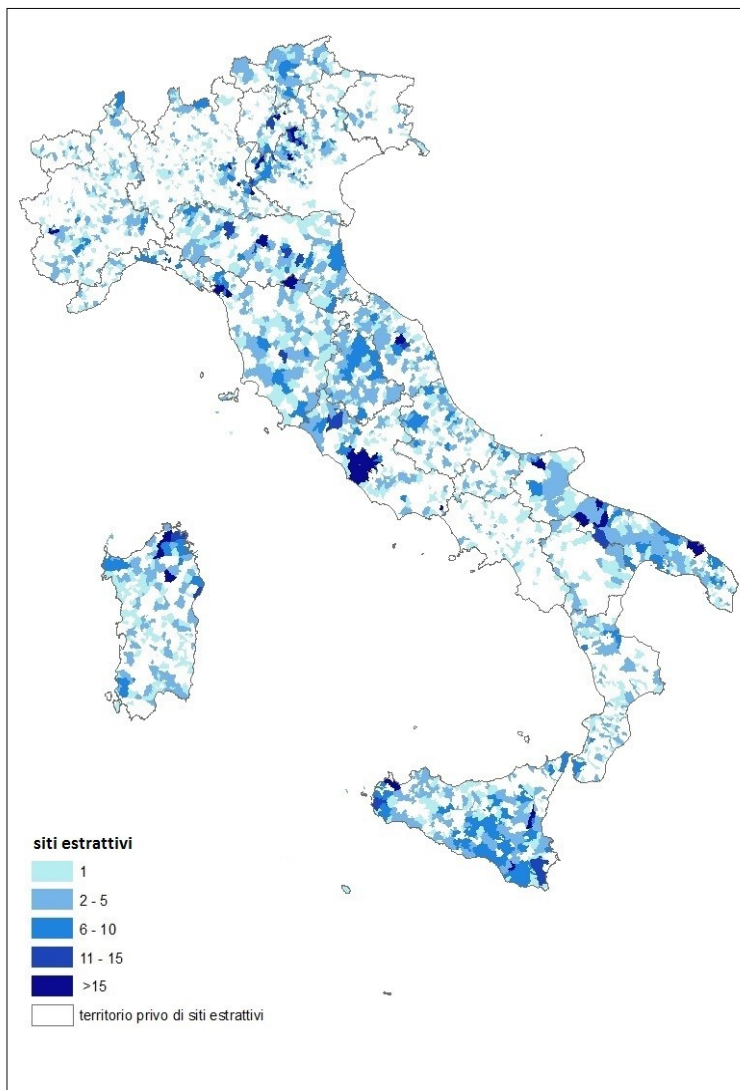 siti estrattivi
1
2 - 5
6 - 10
11 - 15
>15
territorio privo di siti estrattivi